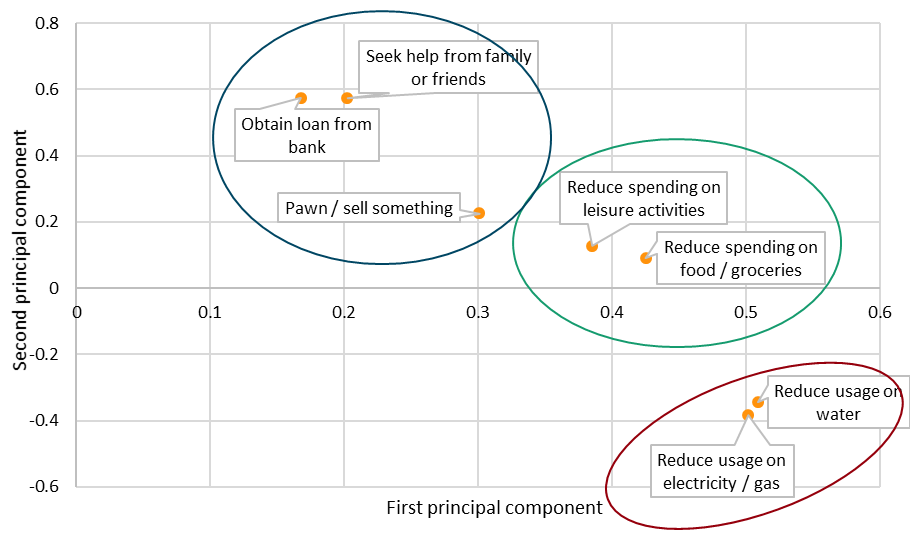 0.8
0.6
0.4
0.2
0
-0.2
-0.4
-0.6
0
0.1
0.2
0.3
0.4
0.5
0.6
Second principal component
First principal component
Seek help from family
or friends
Obtain loan from
bank
Pawn / sell something
Reduce spending on
leisure activities
Reduce spending on
food / groceries
Reduce usage on
water
Reduce usage on
electricity / gas